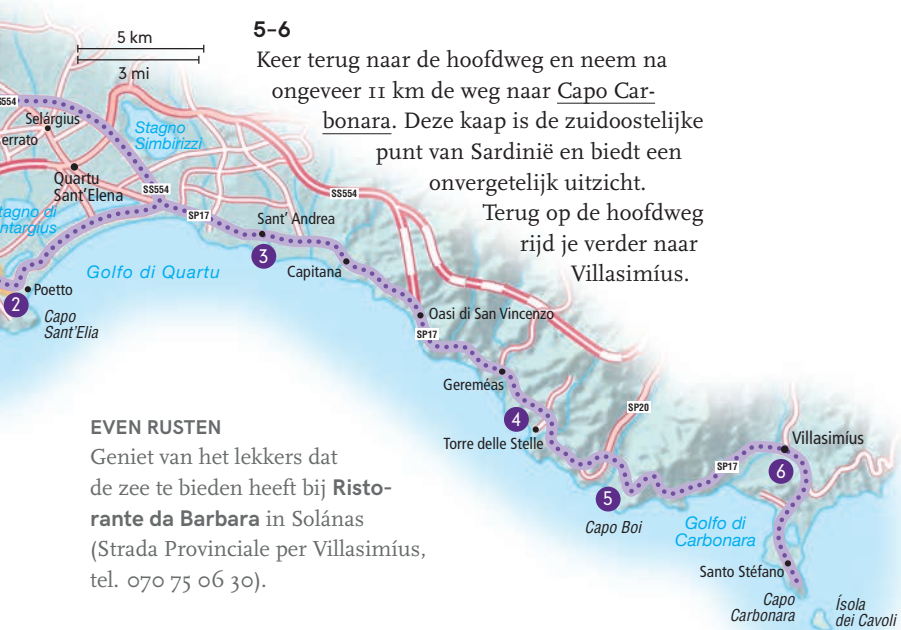 5 km
3 mi
5–6
Keer terug naar de hoofdweg en neem na
ongeveer 11 km de weg naar Capo Car-
bonara. Deze kaap is de zuidoostelijke
punt van Sardinië en biedt een
onvergetelijk uitzicht.
Terug op de hoofdweg
rijd je verder naar
Villasimíus.
SS554
Selárgius
errato
Stagno
Simbirizzi
Quartu
Sant'Elena
SS554
SS554
SP17
tagno di
ntárgius
Sant' Andrea
3
Capitana
Golfo di Quartu
2
Poetto
Capo
Sant'Elia
Oasi di San Vincenzo
SP17
Gereméas
4
Torre delle Stelle
SP20
Villasimíus
SP17
6
5
Capo Boi
Golfo di
Carbonara
Santo Stéfano
Capo
Carbonara
Ísola
dei Cavoli
EVEN RUSTEN
Geniet van het lekkers dat
de zee te bieden heeft bij Risto-
rante da Barbara in Solánas
(Strada Provinciale per Villasimíus,
tel. 070 75 06 30).